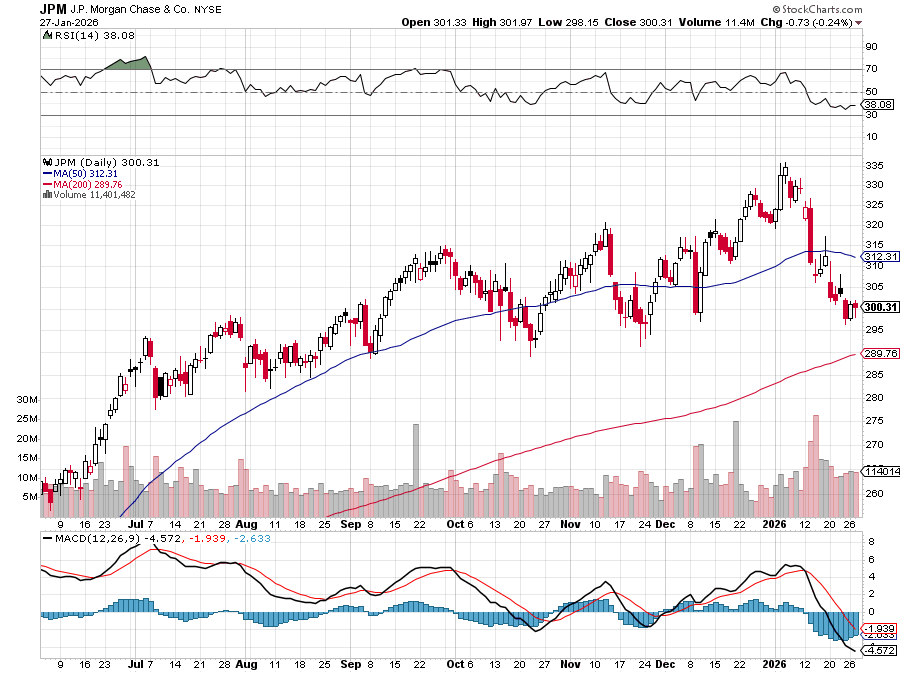 JPM J.P. Morgan Chase & Co. NYSE
© StockCharts.com
27-Jan-2026
Open 301.33 High 301.97 Low 298.15 Close 300.31 Volume 11.4M Chg -0.73 (-0.24%)
RSI(14) 38.08
90
70
50
38.08
30
10
JPM (Daily) 300.31
MA(50) 312.31
MA(200) 289.76
Volume 11,401,482
335
330
325
320
315
312.31
310
305
300.31
295
289.76
285
280
275
270
260
30M
25M
20M
15M
10M
5M
114014
9 16 23 Jul 7 14 21 28 Aug 11 18 25 Sep 8 15 22 Oct 6 13 20 27 Nov 10 17 24 Dec 8 15 22 2026 12 20 26
MACD(12,26,9) -4.572, -1.939, -2.633
8
6
4
2
0
-1.939
-2.633
-4.572
9 16 23 Jul 7 14 21 28 Aug 11 18 25 Sep 8 15 22 Oct 6 13 20 27 Nov 10 17 24 Dec 8 15 22 2026 12 20 26